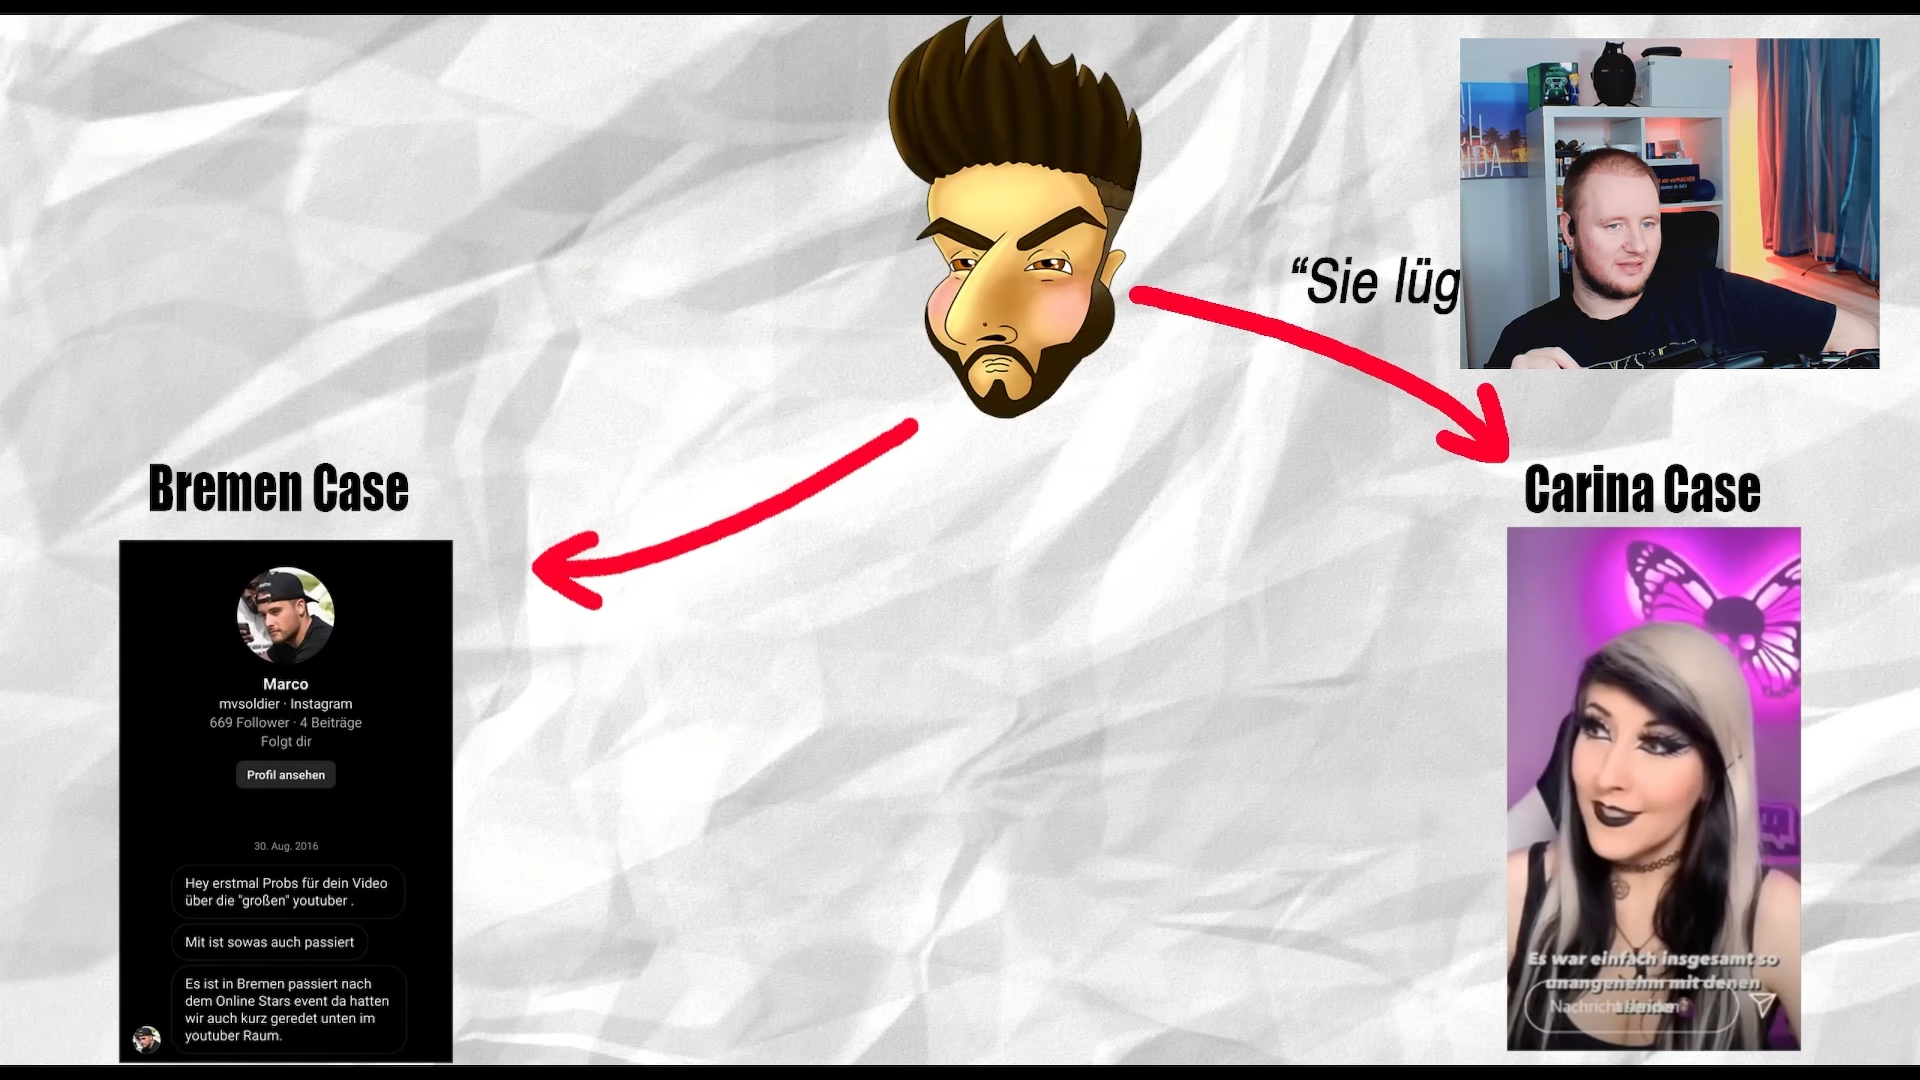 “Sie lüg
Bremen Case
Carina Case
Marco
mvsoldier · Instagram
669 Follower · 4 Beiträge
Folgt dir
Profil ansehen
30. Aug. 2016
Hey erstmal Probs für dein Video
über die "großen" youtuber .
Mit ist sowas auch passiert
Es ist in Bremen passiert nach
dem Online Stars event da hatten
wir auch kurz geredet unten im
youtuber Raum.
Es war einfach insgesamt so
unangenehm mit denen